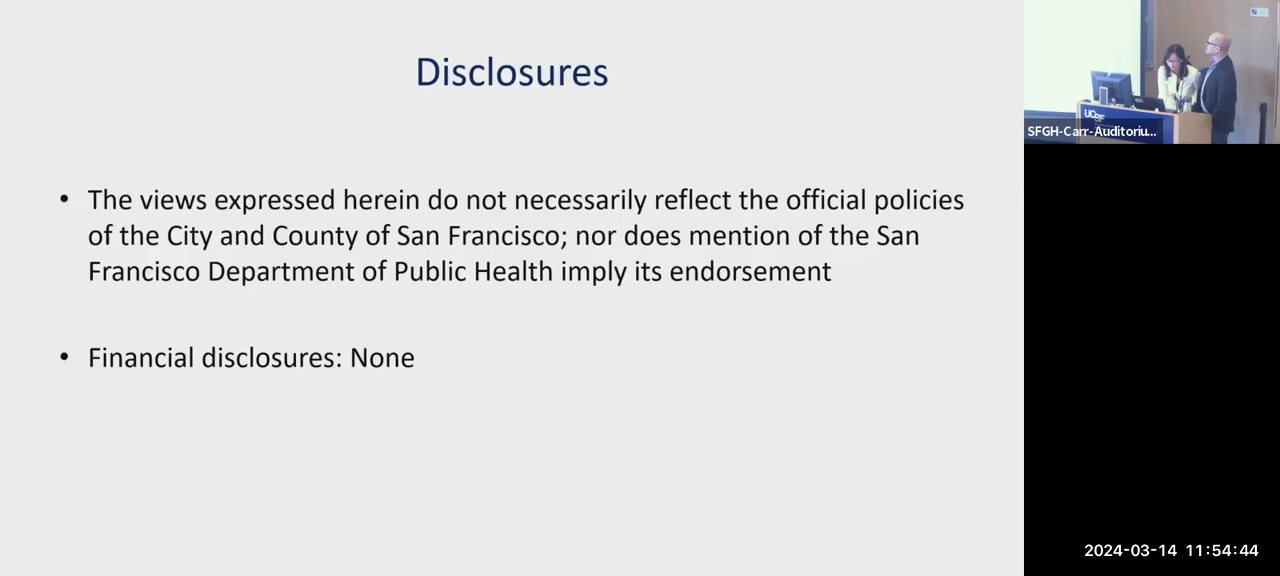 Disclosures
• The views expressed herein do not necessarily reflect the official policies
of the City and County of San Francisco; nor does mention of the San
Francisco Department of Public Health imply its endorsement
• Financial disclosures: None
UCSF
SFGH-Carr-Auditoriu...
2024-03-14 11:54:44